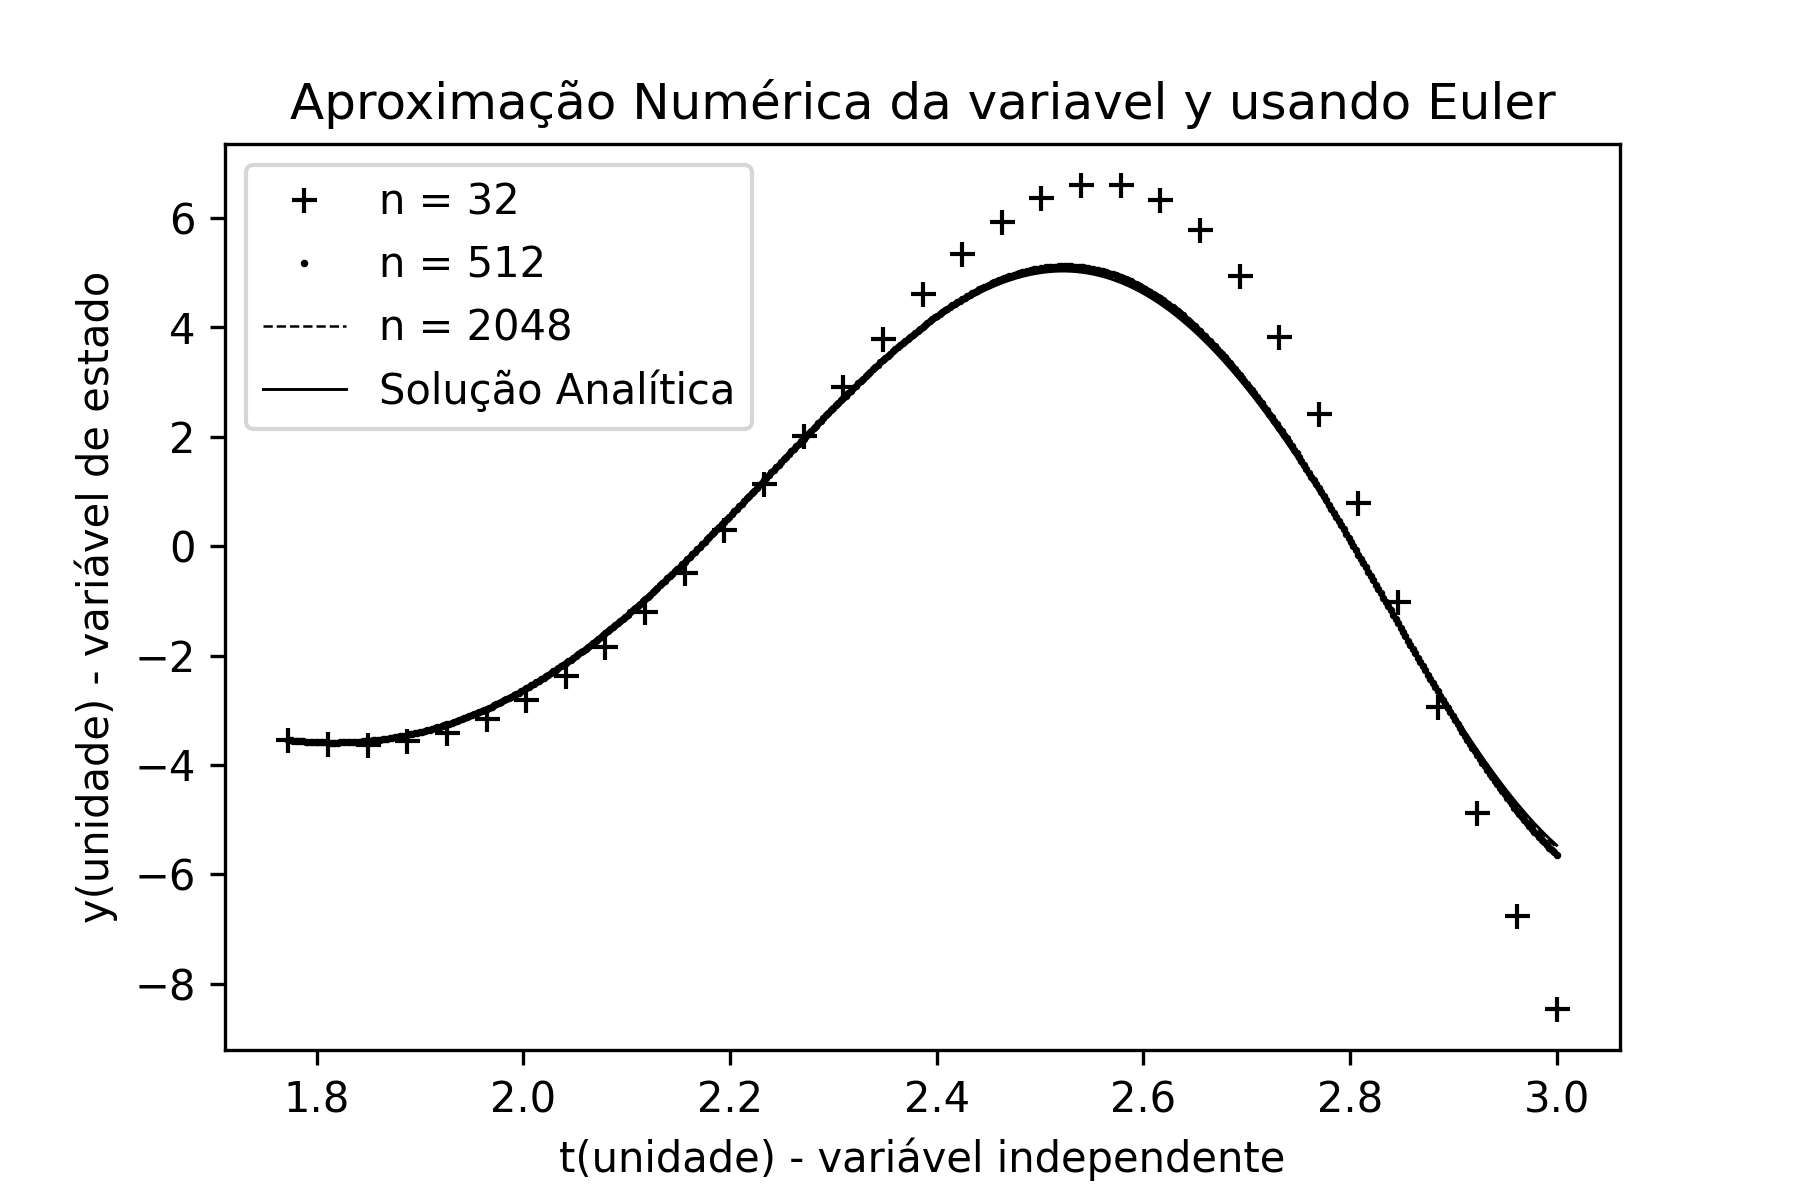 Aproximação Numérica da variavel y usando Euler
n = 32
n = 512
n = 2048
Solução Analítica
y(unidade) - variável de estado
6
4
2
0
−2
−4
−6
−8
1.8 2.0 2.2 2.4 2.6 2.8 3.0
t(unidade) - variável independente